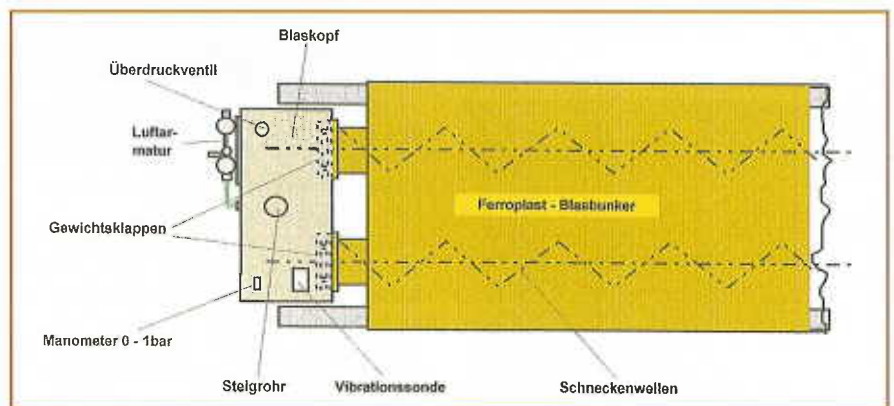 Blaskopf
Überdruckventil
Luftar-
matur
Gewichtsklappen
Ferroplast - Blasbunker
Manometer 0 - 1bar
Steigrohr
Vibrationssonde
Schneckenwellen